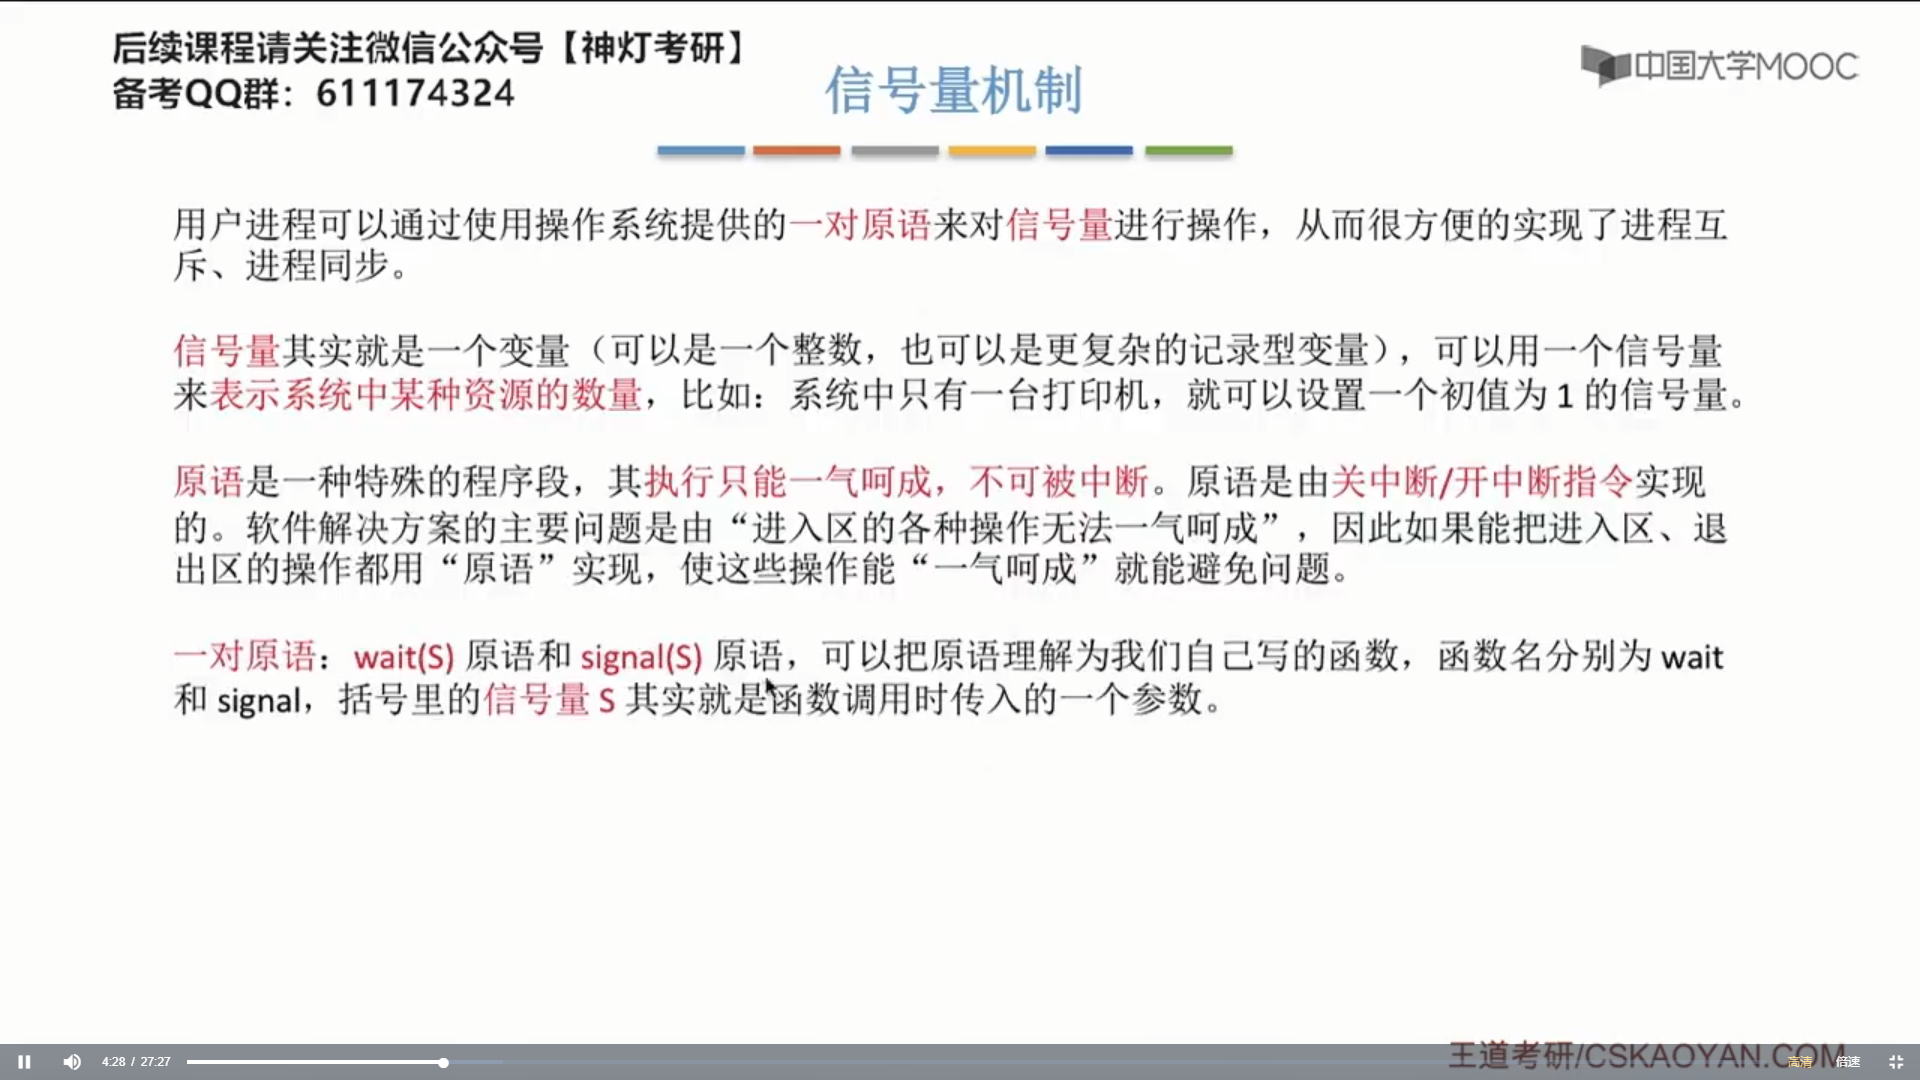 后续课程请关注微信公众号【神灯考研】
备考QQ群：611174324
信号量机制
中国大学MOOC
用户进程可以通过使用操作系统提供的一对原语来对信号量进行操作，从而很方便的实现了进程互
斥、进程同步。
信号量其实就是一个变量（可以是一个整数，也可以是更复杂的记录型变量），可以用一个信号量
来表示系统中某种资源的数量，比如：系统中只有一台打印机，就可以设置一个初值为 1 的信号量。
原语是一种特殊的程序段，其执行只能一气呵成，不可被中断。原语是由关中断/开中断指令实现
的。软件解决方案的主要问题是由“进入区的各种操作无法一气呵成”，因此如果能把进入区、退
出区的操作都用“原语”实现，使这些操作能“一气呵成”就能避免问题。
一对原语：wait(S) 原语和 signal(S) 原语，可以把原语理解为我们自己写的函数，函数名分别为 wait
和 signal，括号里的信号量 S 其实就是函数调用时传入的一个参数。
王道考研/CSKAOYAN.COM
4:28 / 27:27
高清 倍速